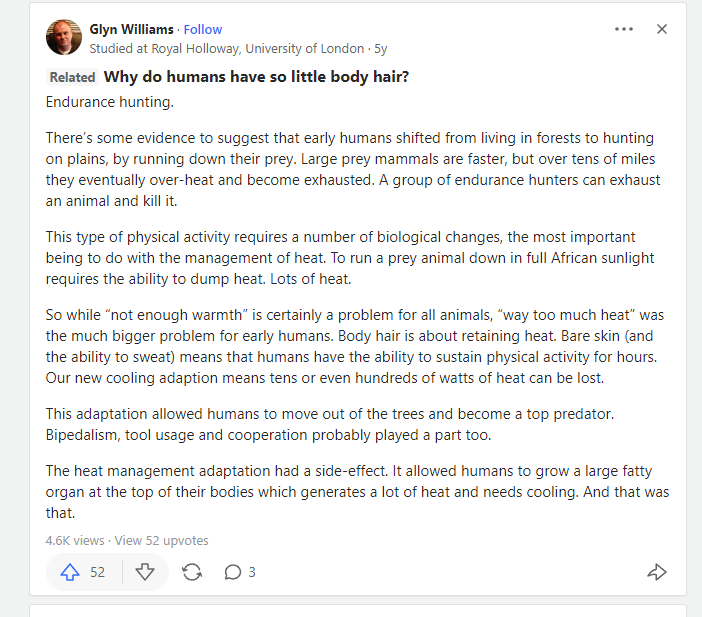 Glyn Williams · Follow
Studied at Royal Holloway, University of London · 5y
Related Why do humans have so little body hair?
Endurance hunting.
There's some evidence to suggest that early humans shifted from living in forests to hunting
on plains, by running down their prey. Large prey mammals are faster, but over tens of miles
they eventually over-heat and become exhausted. A group of endurance hunters can exhaust
an animal and kill it.
This type of physical activity requires a number of biological changes, the most important
being to do with the management of heat. To run a prey animal down in full African sunlight
requires the ability to dump heat. Lots of heat.
So while “not enough warmth” is certainly a problem for all animals, “way too much heat” was
the much bigger problem for early humans. Body hair is about retaining heat. Bare skin (and
the ability to sweat) means that humans have the ability to sustain physical activity for hours.
Our new cooling adaption means tens or even hundreds of watts of heat can be lost.
This adaptation allowed humans to move out of the trees and become a top predator.
Bipedalism, tool usage and cooperation probably played a part too.
The heat management adaptation had a side-effect. It allowed humans to grow a large fatty
organ at the top of their bodies which generates a lot of heat and needs cooling. And that was
that.
4.6K views · View 52 upvotes
52 3